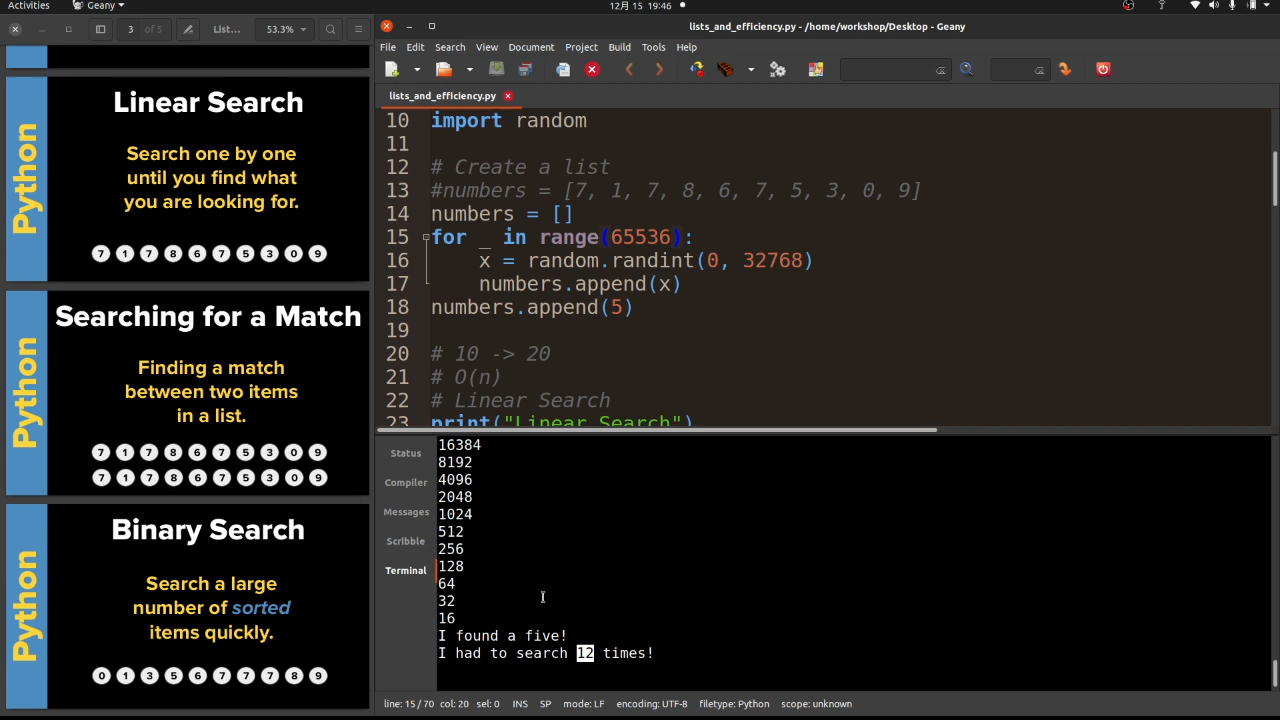 Activities
Geany
12月 15 19:46
3
of 5
List…
53.3%
Python
Linear Search
Search one by one
until you find what
you are looking for.
7 1 7 8 6 7 5 3 0 9
Python
Searching for a Match
Finding a match
between two items
in a list.
7 1 7 8 6 7 5 3 0 9
7 1 7 8 6 7 5 3 0 9
Python
Binary Search
Search a large
number of sorted
items quickly.
0 1 3 5 6 7 7 7 8 9
lists_and_efficiency.py - /home/workshop/Desktop - Geany
File Edit Search View Document Project Build Tools Help
lists_and_efficiency.py
10 import random
11
12 # Create a list
13 #numbers = [7, 1, 7, 8, 6, 7, 5, 3, 0, 9]
14 numbers = []
15 for _ in range(65536):
16 x = random.randint(0, 32768)
17 numbers.append(x)
18 numbers.append(5)
19
20 # 10 -> 20
21 # O(n)
22 # Linear Search
23 print("Linear Search")
Status
Compiler
Messages
Scribble
Terminal
16384
8192
4096
2048
1024
512
256
128
64
32
16
I found a five!
I had to search 12 times!
line: 15 / 70 col: 20 sel: 0 INS SP mode: LF encoding: UTF-8 filetype: Python scope: unknown